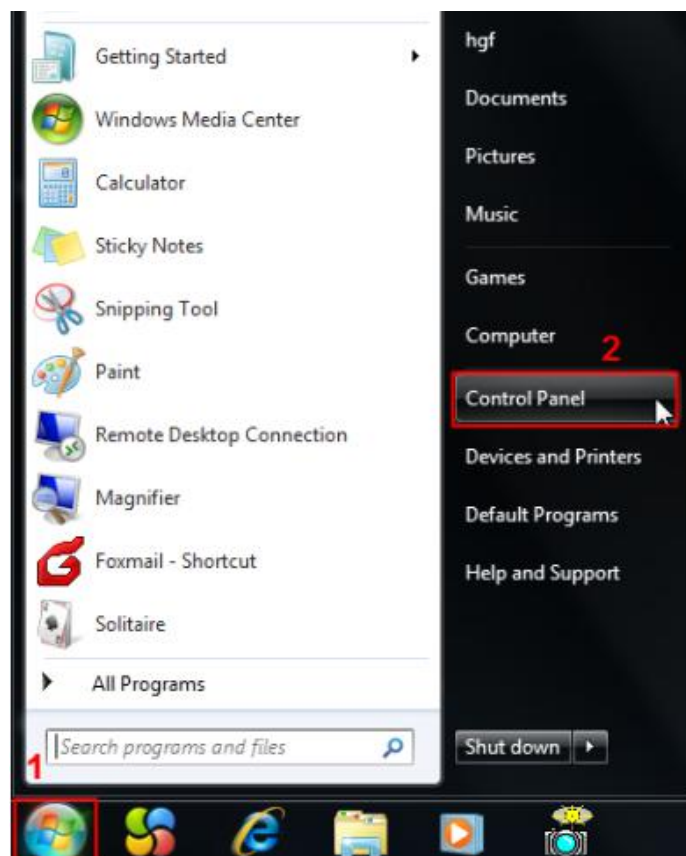 Getting Started
Windows Media Center
Calculator
Sticky Notes
Snipping Tool
Paint
Remote Desktop Connection
Magnifier
Foxmail - Shortcut
Solitaire
All Programs
Search programs and files
1
hgf
Documents
Pictures
Music
Games
Computer
2
Control Panel
Devices and Printers
Default Programs
Help and Support
Shut down